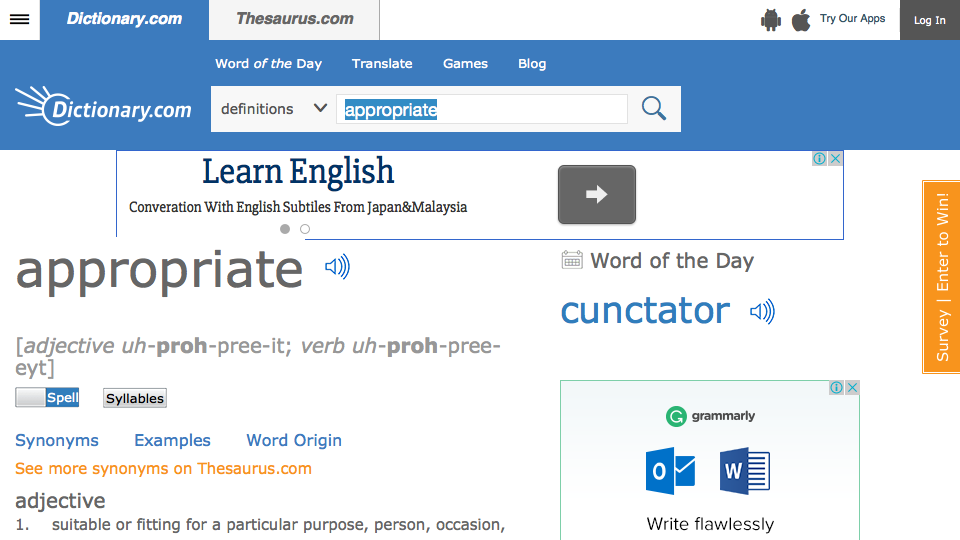 Dictionary.com Thesaurus.com Try Our Apps Log In
Word of the Day Translate Games Blog
Dictionary.com
definitions appropriate
Learn English
Converation With English Subtiles From Japan&Malaysia
appropriate
Word of the Day
cunctator
Survey | Enter to Win!
[adjective uh-proh-pree-it; verb uh-proh-pree-
eyt]
Spell Syllables
grammarly
Synonyms Examples Word Origin
See more synonyms on Thesaurus.com
adjective
1. suitable or fitting for a particular purpose, person, occasion,
O W
Write flawlessly